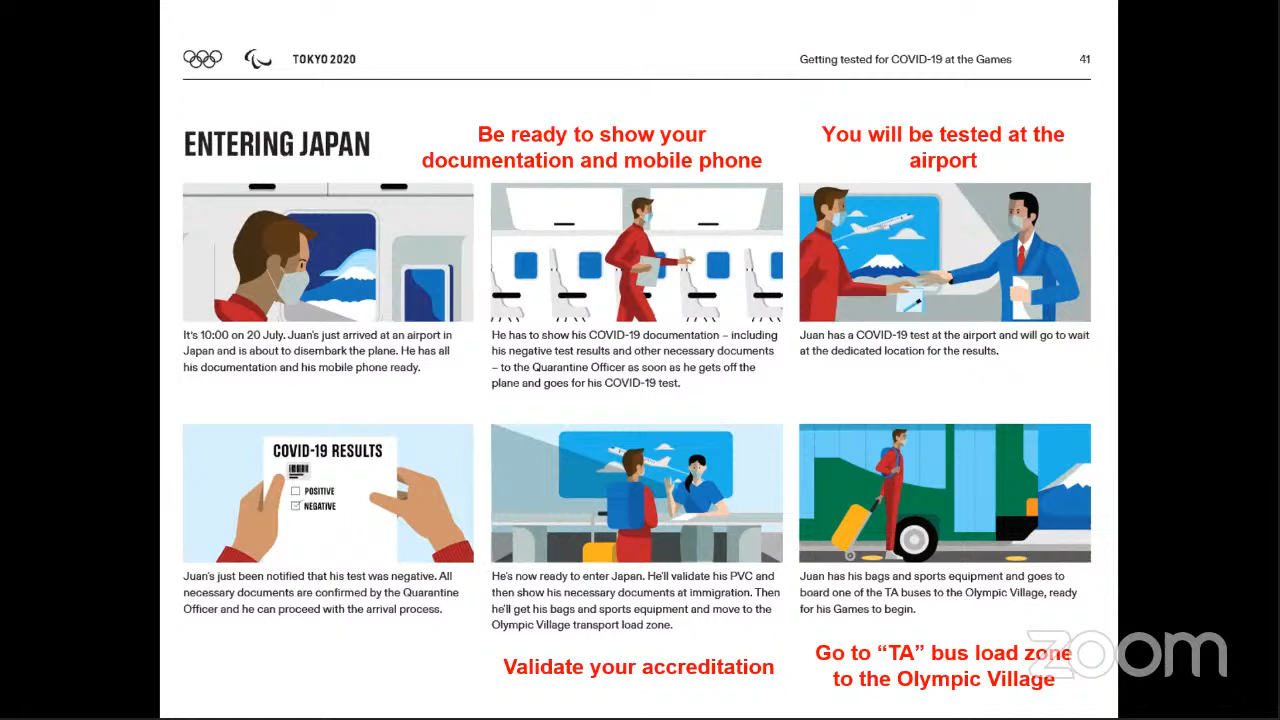 TOKYO 2020
Getting tested for COVID-19 at the Games
41
ENTERING JAPAN
Be ready to show your
documentation and mobile phone
You will be tested at the
airport
It's 10:00 on 20 July. Juan's just arrived at an airport in
Japan and is about to disembark the plane. He has all
his documentation and his mobile phone ready.
He has to show his COVID-19 documentation – including
his negative test results and other necessary documents
– to the Quarantine Officer as soon as he gets off the
plane and goes for his COVID-19 test.
Juan has a COVID-19 test at the airport and will go to wait
at the dedicated location for the results.
COVID-19 RESULTS
POSITIVE
NEGATIVE
Juan's just been notified that his test was negative. All
necessary documents are confirmed by the Quarantine
Officer and he can proceed with the arrival process.
He's now ready to enter Japan. He'll validate his PVC and
then show his necessary documents at immigration. Then
he'll get his bags and sports equipment and move to the
Olympic Village transport load zone.
Juan has his bags and sports equipment and goes to
board one of the TA buses to the Olympic Village, ready
for his Games to begin.
Validate your accreditation
Go to “TA” bus load zone
to the Olympic Village
zoom